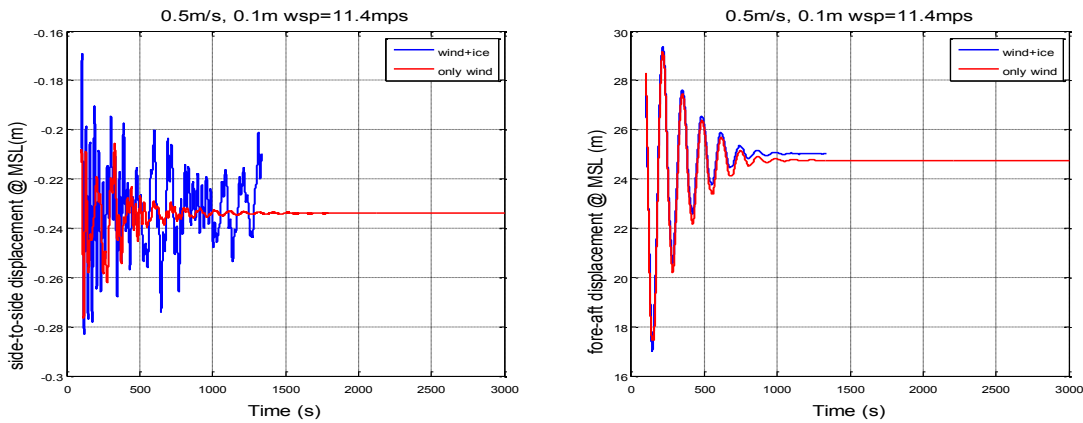 0.5m/s, 0.1m wsp=11.4mps
-0.16
-0.18
-0.2
-0.22
-0.24
-0.26
-0.28
-0.3
side-to-side displacement @ MSL(m)
wind+ice
only wind
0 500 1000 1500 2000 2500 3000
Time (s)
0.5m/s, 0.1m wsp=11.4mps
30
28
26
24
22
20
18
16
fore-aft displacement @ MSL (m)
wind+ice
only wind
0 500 1000 1500 2000 2500 3000
Time (s)